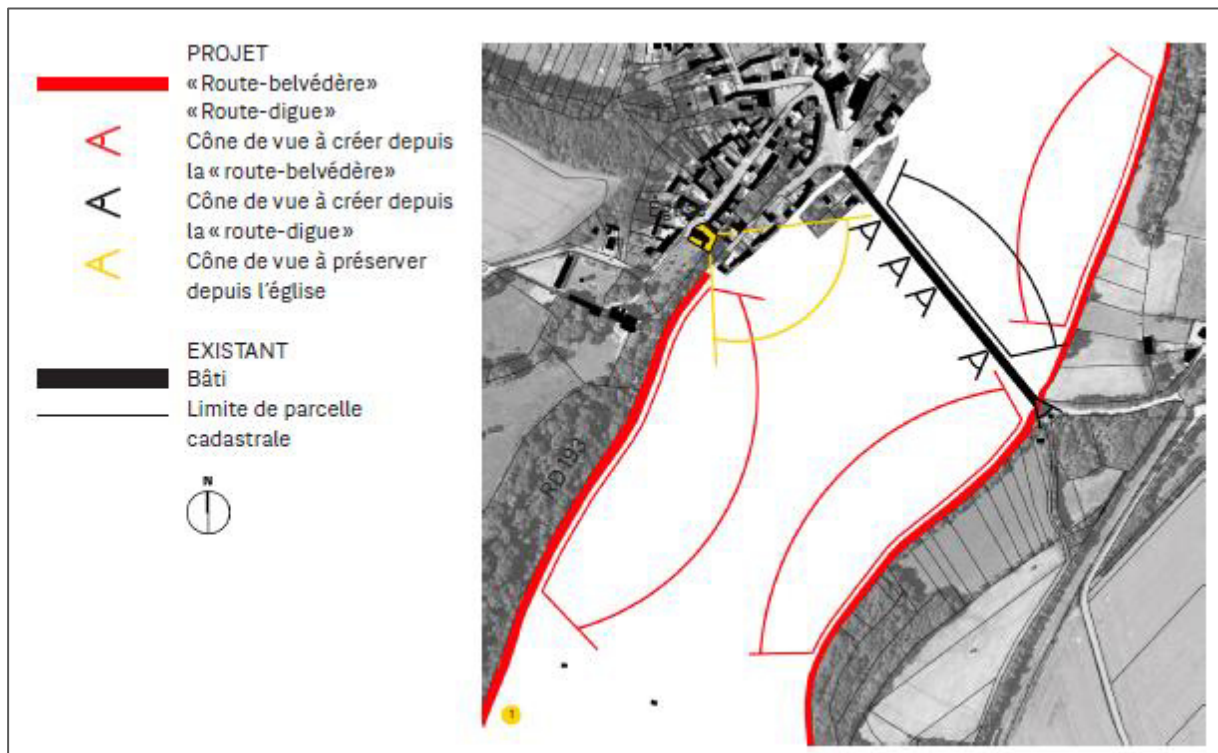 PROJET
«Route-belvédère»
«Route-digue»
Cône de vue à créer depuis
la «route-belvédère»
Cône de vue à créer depuis
la «route-digue»
Cône de vue à préserver
depuis l'église
EXISTANT
Bâti
Limite de parcelle
cadastrale
N
RD 193
1